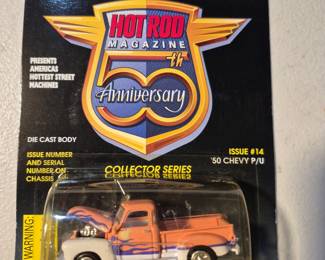 HOT ROD
MAGAZINE
50th
Anniversary
PRESENTS
AMERICAS
HOTTEST STREET
MACHINES
DIE CAST BODY
ISSUE NUMBER
AND SERIAL
NUMBER ON
CHASSIS
ISSUE #14
'50 CHEVY P/U
COLLECTOR SERIES
WARNING: